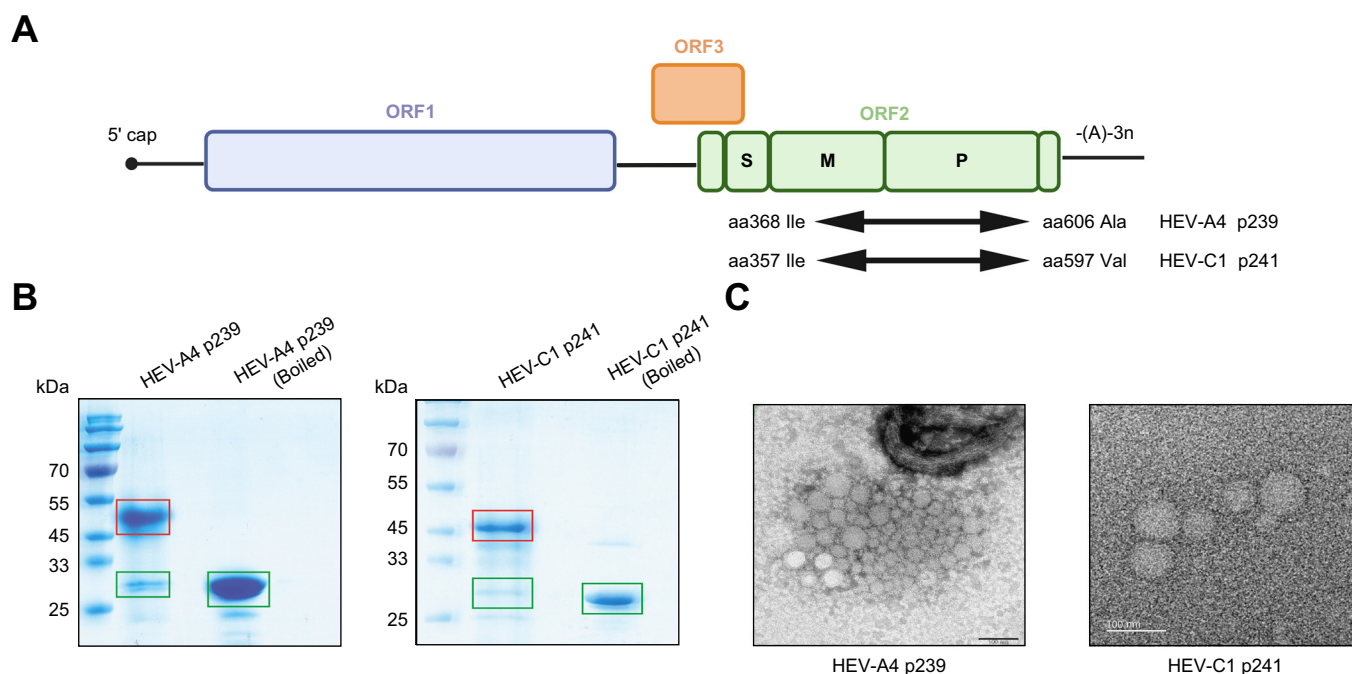 A
ORF3
ORF1
ORF2
5' cap
-(A)-3n
S
M
P
aa368 Ile
aa606 Ala
HEV-A4 p239
aa357 Ile
aa597 Val
HEV-C1 p241
B
C
HEV-A4 p239
HEV-A4 p239
(Boiled)
kDa
70
55
45
33
25
HEV-C1 p241
HEV-C1 p241
(Boiled)
kDa
70
55
45
33
25
100 nm
HEV-A4 p239
100 nm
HEV-C1 p241